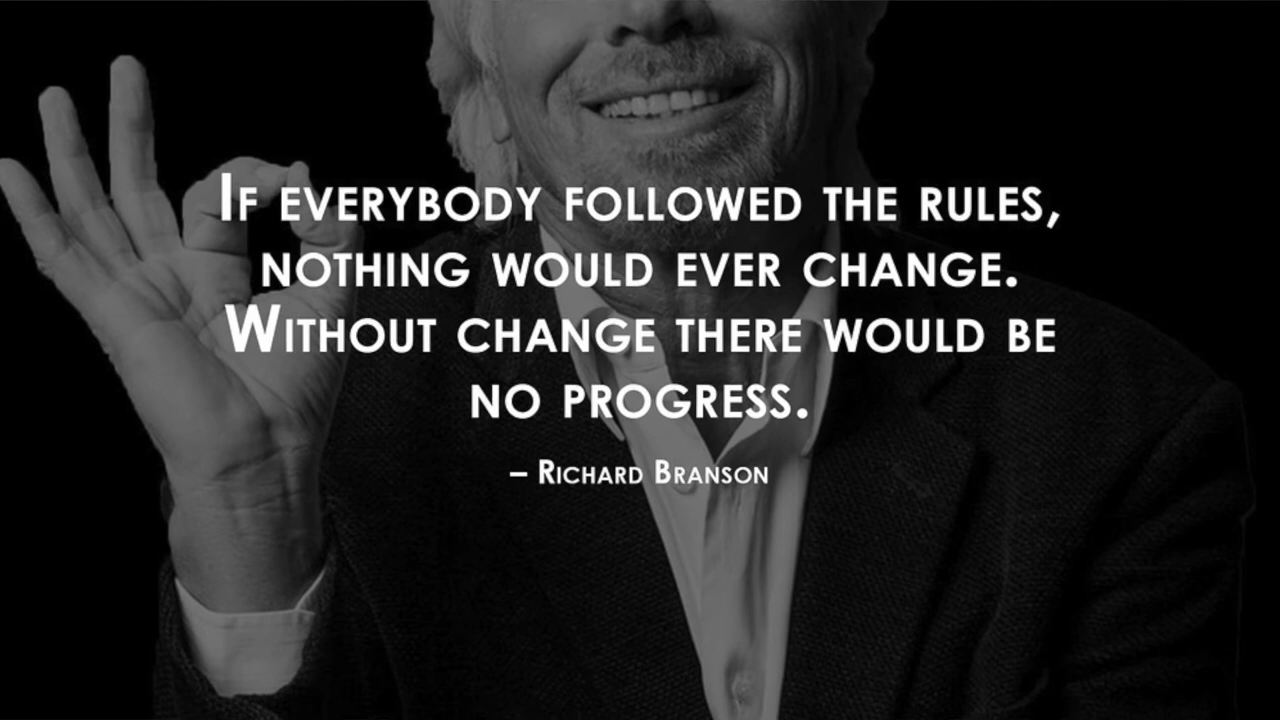 If everybody followed the rules,
nothing would ever change.
Without change there would be
no progress.
– Richard Branson